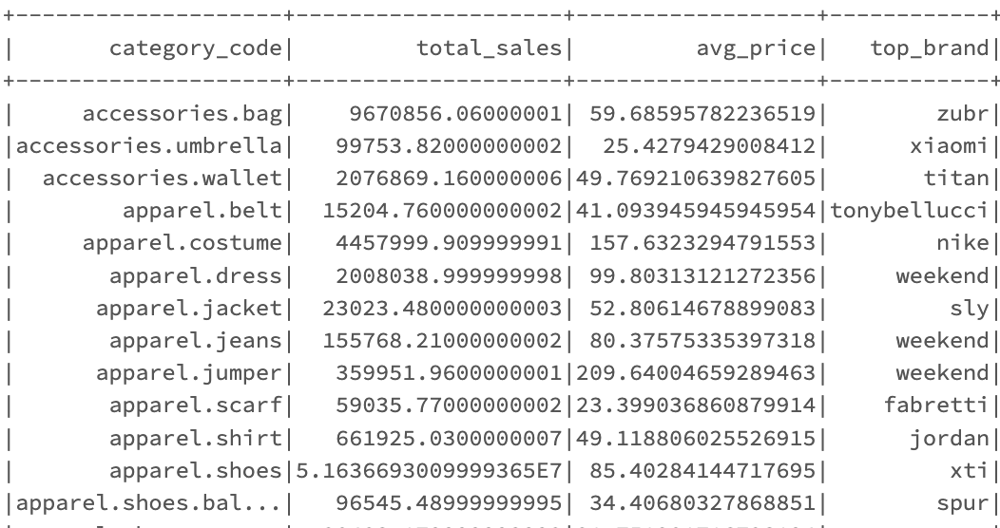 +--------------------+--------------------+------------------+------------+
|       category_code|         total_sales|         avg_price|   top_brand|
+--------------------+--------------------+------------------+------------+
|     accessories.bag|    9670856.06000001| 59.68595782236519|        zubr|
|accessories.umbrella|   99753.82000000002|  25.4279429008412|      xiaomi|
|  accessories.wallet|  2076869.160000006|49.769210639827605|       titan|
|        apparel.belt|  15204.760000000002|41.093945945945954|tonybellucci|
|     apparel.costume|   4457999.909999991| 157.6323294791553|        nike|
|       apparel.dress|   2008038.999999998| 99.80313121272356|     weekend|
|      apparel.jacket|  23023.480000000003| 52.80614678899083|         sly|
|       apparel.jeans|  155768.21000000002| 80.37575335397318|     weekend|
|      apparel.jumper|   359951.9600000001|209.64004659289463|     weekend|
|       apparel.scarf|   59035.77000000002|23.399036860879914|    fabretti|
|       apparel.shirt|   661925.0300000007|49.118806025526915|      jordan|
|       apparel.shoes|5.1636693009999365E7| 85.40284144717695|         xti|
|apparel.shoes.bal...|   96545.48999999995| 34.40680327868851|        spur|